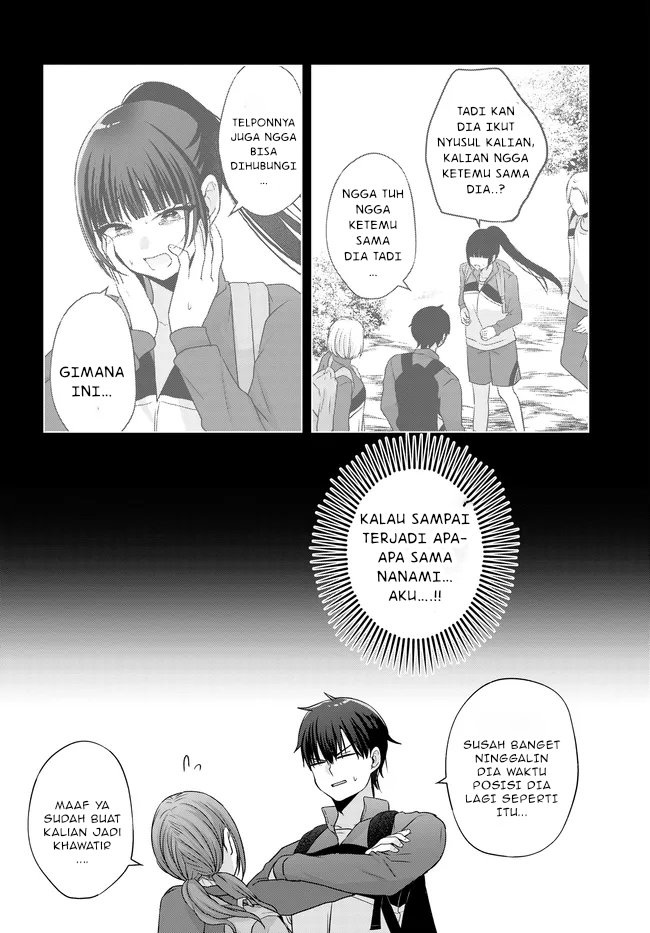 TADI KAN
DIA IKUT
NYUSUL KALIAN,
KALIAN NGGA
KETEMU SAMA
DIA..?
NGGA TUH
NGGA
KETEMU
SAMA
DIA TADI
...
TELPONNYA
JUGA NGGA
BISA
DIHUBUNGI
...
GIMANA
INI...
KALAU SAMPAI
TERJADI APA-
APA SAMA
NANAMI...
AKU....!!
SUSAH BANGET
NINGGALIN
DIA WAKTU
POSISI DIA
LAGI SEPERTI
ITU...
MAAF YA
SUDAH BUAT
KALIAN JADI
KHAWATIR
....